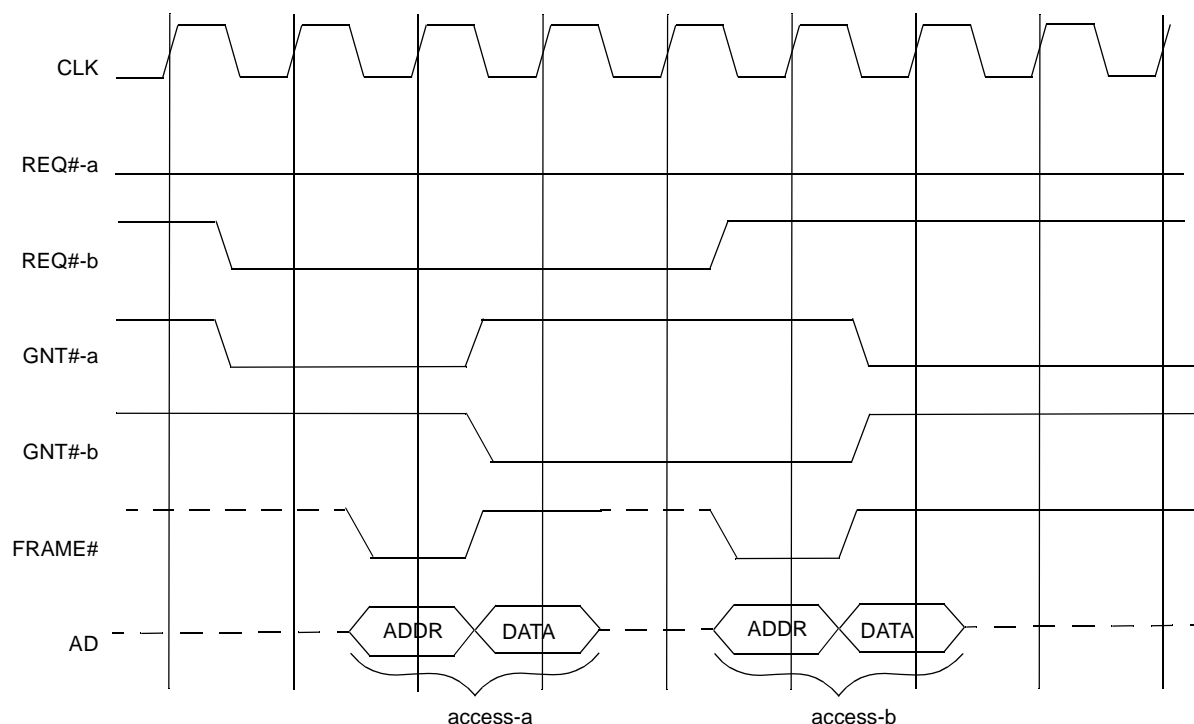 CLK
REQ#-a
REQ#-b
GNT#-a
GNT#-b
FRAME#
AD
ADDR
DATA
ADDR
DATA
access-a
access-b